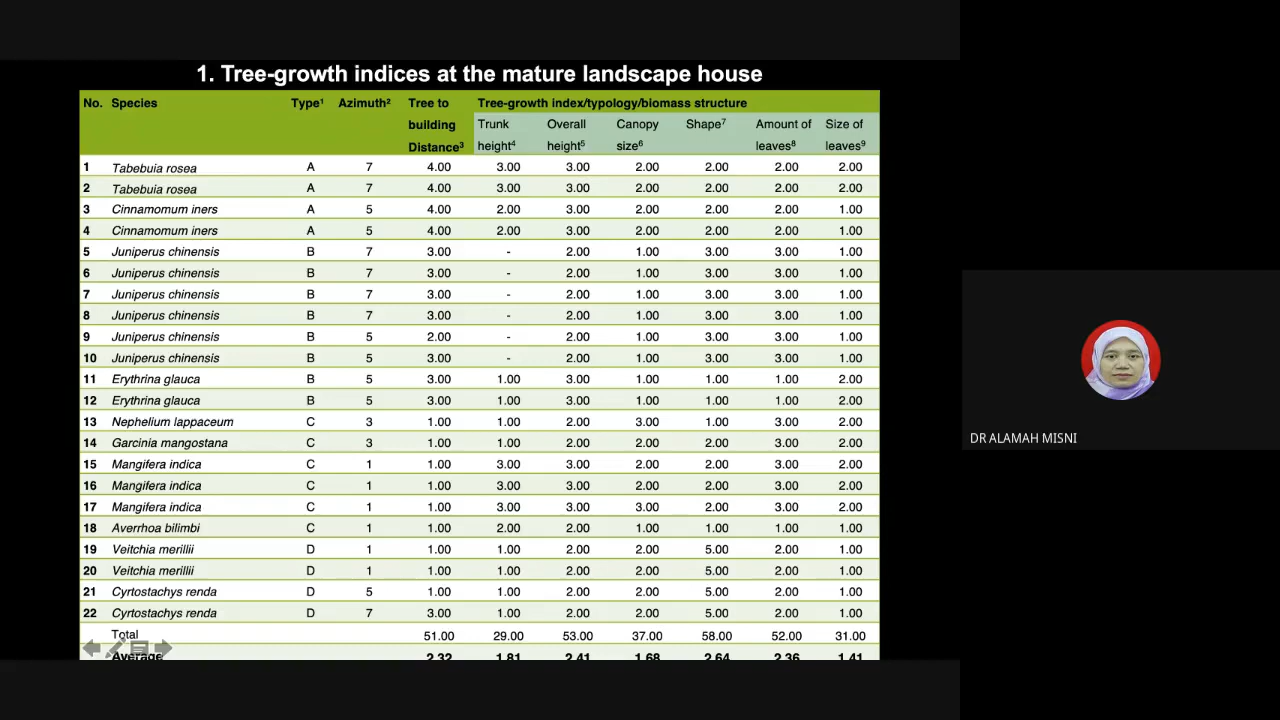 1. Tree-growth indices at the mature landscape house
No. Species Type¹ Azimuth² Tree to building Distance³ Tree-growth index/typology/biomass structure
Trunk height⁴ Overall height⁵ Canopy size⁶ Shape⁷ Amount of leaves⁸ Size of leaves⁹
1 Tabebuia rosea A 7 4.00 3.00 3.00 2.00 2.00 2.00 2.00
2 Tabebuia rosea A 7 4.00 3.00 3.00 2.00 2.00 2.00 2.00
3 Cinnamomum iners A 5 4.00 2.00 3.00 2.00 2.00 2.00 1.00
4 Cinnamomum iners A 5 4.00 2.00 3.00 2.00 2.00 2.00 1.00
5 Juniperus chinensis B 7 3.00 - 2.00 1.00 3.00 3.00 1.00
6 Juniperus chinensis B 7 3.00 - 2.00 1.00 3.00 3.00 1.00
7 Juniperus chinensis B 7 3.00 - 2.00 1.00 3.00 3.00 1.00
8 Juniperus chinensis B 7 3.00 - 2.00 1.00 3.00 3.00 1.00
9 Juniperus chinensis B 5 2.00 - 2.00 1.00 3.00 3.00 1.00
10 Juniperus chinensis B 5 3.00 - 2.00 1.00 3.00 3.00 1.00
11 Erythrina glauca B 5 3.00 1.00 3.00 1.00 1.00 1.00 2.00
12 Erythrina glauca B 5 3.00 1.00 3.00 1.00 1.00 1.00 2.00
13 Nephelium lappaceum C 3 1.00 1.00 2.00 3.00 1.00 3.00 2.00
14 Garcinia mangostana C 3 1.00 1.00 2.00 2.00 2.00 3.00 2.00
15 Mangifera indica C 1 1.00 3.00 3.00 2.00 2.00 3.00 2.00
16 Mangifera indica C 1 1.00 3.00 3.00 2.00 2.00 3.00 2.00
17 Mangifera indica C 1 1.00 3.00 3.00 3.00 2.00 3.00 2.00
18 Averrhoa bilimbi C 1 1.00 2.00 2.00 1.00 1.00 1.00 1.00
19 Veitchia merillii D 1 1.00 1.00 2.00 2.00 5.00 2.00 1.00
20 Veitchia merillii D 1 1.00 1.00 2.00 2.00 5.00 2.00 1.00
21 Cyrtostachys renda D 5 1.00 1.00 2.00 2.00 5.00 2.00 1.00
22 Cyrtostachys renda D 7 3.00 1.00 2.00 2.00 5.00 2.00 1.00
Total 51.00 29.00 53.00 37.00 58.00 52.00 31.00
Average 2.32 1.81 2.41 1.68 2.64 2.36 1.41
DR ALAMAH MISNI